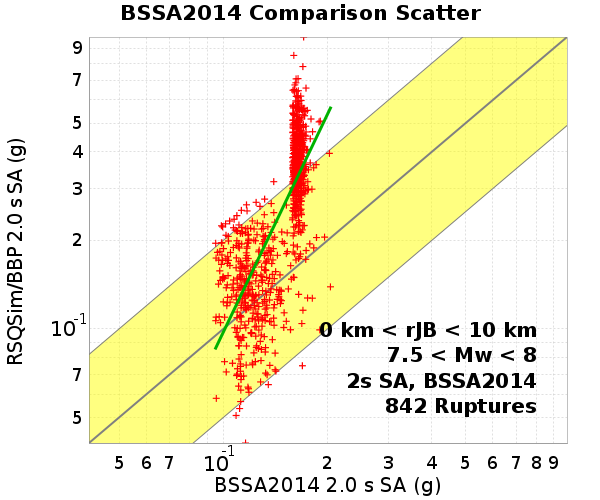 BSSA2014 Comparison Scatter
RSQSim/BBP 2.0 s SA (g)
9
7
5
4
3
2
10-1
7
5
0 km < rJB < 10 km
7.5 < Mw < 8
2s SA, BSSA2014
842 Ruptures
5 6 7 10-1 2 3 4 5 6 7 8 9
BSSA2014 2.0 s SA (g)